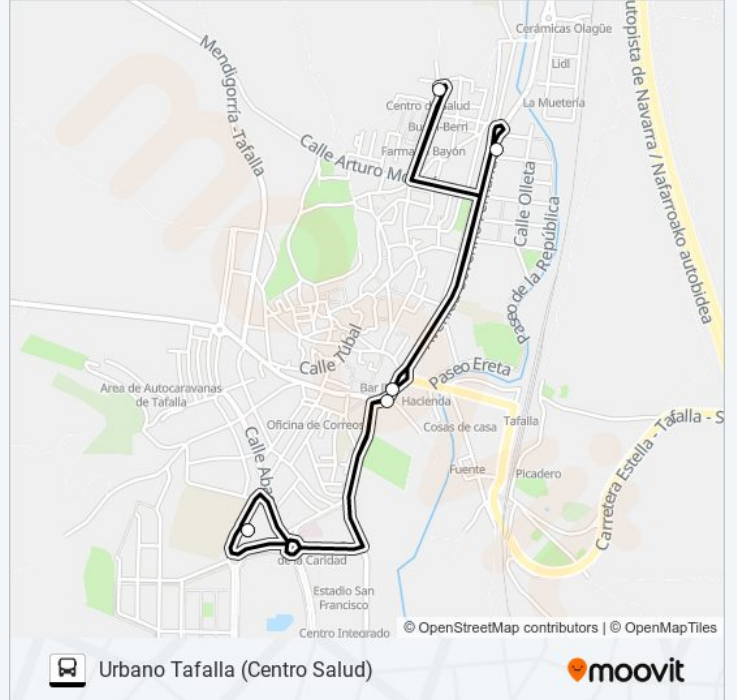 Cerámicas Olagüe
Lidl
La Muetería
Autopista de Navarra / Nafarroako autobidea
Mendigorría-Tafalla
Calle Arturo
Centro de Salud
Farma
Bayón
Calle Olleta
Paseo de la República
Calle Túbal
Paseo Ereta
Bar
Hacienda
Area de Autocaravanas
de Tafalla
Oficina de Correos
Cosas de casa
Tafalla
Calle Aba
Fuente
Picadero
Carretera Estella - Tafalla - S
de la Caridad
Estadio San
Francisco
Centro Integrado
© OpenStreetMap contributors | © OpenMapTiles
Urbano Tafalla (Centro Salud)
moovit